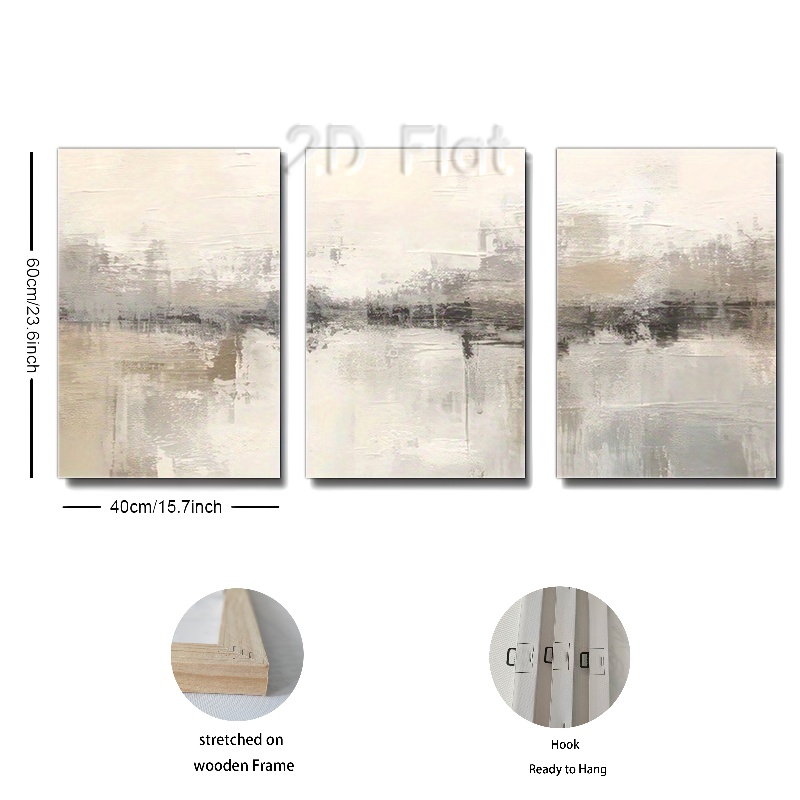 2D Flat
60cm/23.6inch
40cm/15.7inch
stretched on
wooden Frame
Hook
Ready to Hang